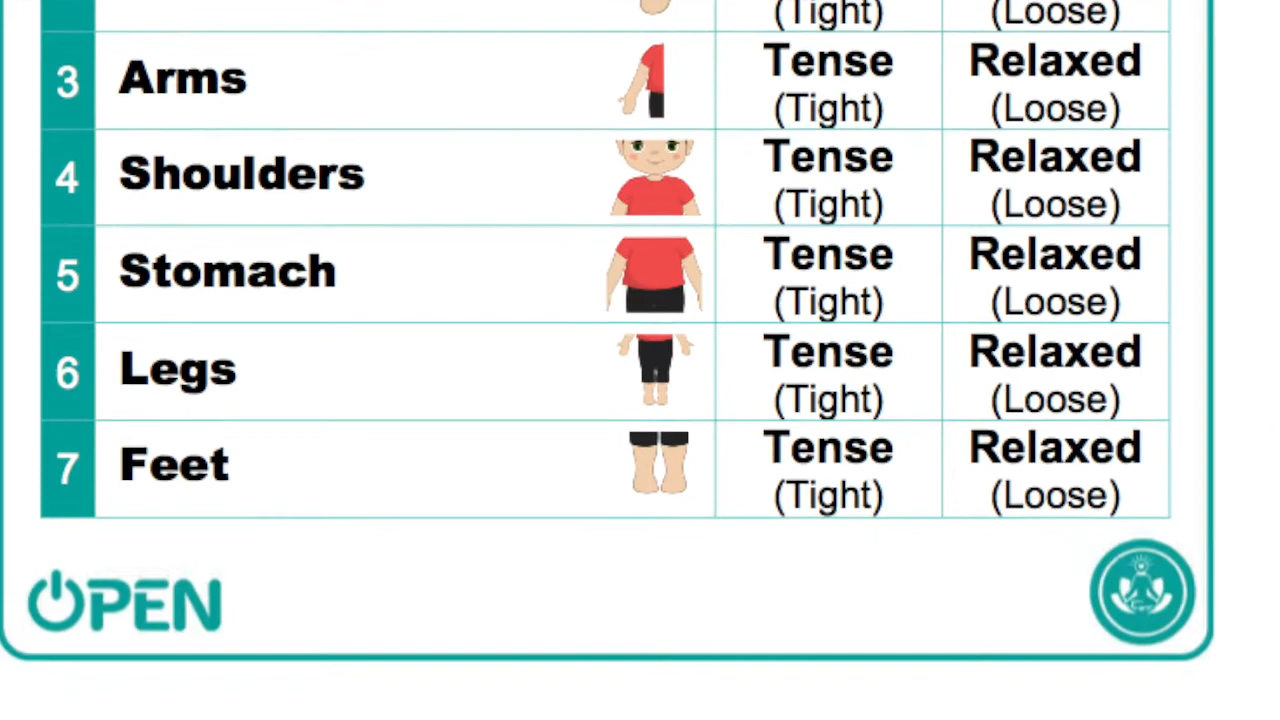 (Tight) (Loose)
3 Arms Tense Relaxed
(Tight) (Loose)
4 Shoulders Tense Relaxed
(Tight) (Loose)
5 Stomach Tense Relaxed
(Tight) (Loose)
6 Legs Tense Relaxed
(Tight) (Loose)
7 Feet Tense Relaxed
(Tight) (Loose)
OPEN